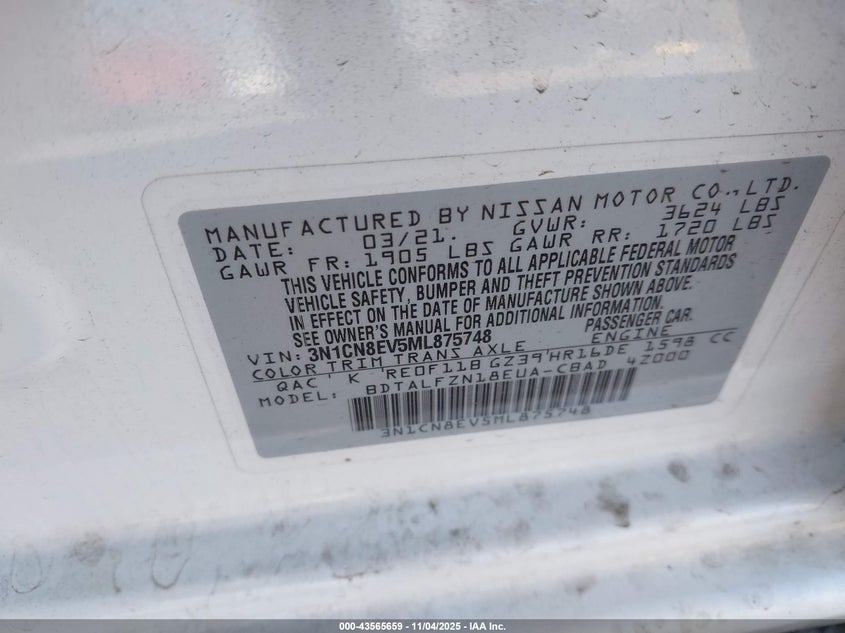 MANUFACTURED BY NISSAN MOTOR CO., LTD.
DATE: 03/21. GVWR: 3624 LBS
GAWR FR: 1905 LBS GAWR RR: 1720 LBS
THIS VEHICLE CONFORMS TO ALL APPLICABLE FEDERAL MOTOR
VEHICLE SAFETY, BUMPER AND THEFT PREVENTION STANDARDS
IN EFFECT ON THE DATE OF MANUFACTURE SHOWN ABOVE.
SEE OWNER'S MANUAL FOR ADDITIONAL INFORMATION.
VIN: 3N1CN8EV5ML875748 PASSENGER CAR.
COLOR TRIM TRANS AXLE ENGINE
QAC K RE0F11B GZ39 HR16DE 1598 CC
MODEL: BDTALFZN18EUA-CBAD 4Z000
3N1CN8EV5ML875748
000-43565659 - 11/04/2025 - IAA Inc.